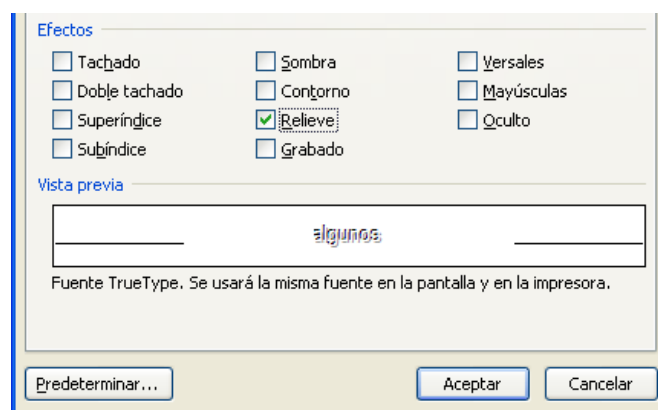 Efectos
Tachado Sombra Versales
Doble tachado Contorno Mayúsculas
Superíndice Relieve Oculto
Subíndice Grabado
Vista previa
algunos
Fuente TrueType. Se usará la misma fuente en la pantalla y en la impresora.
Predeterminar... Aceptar Cancelar